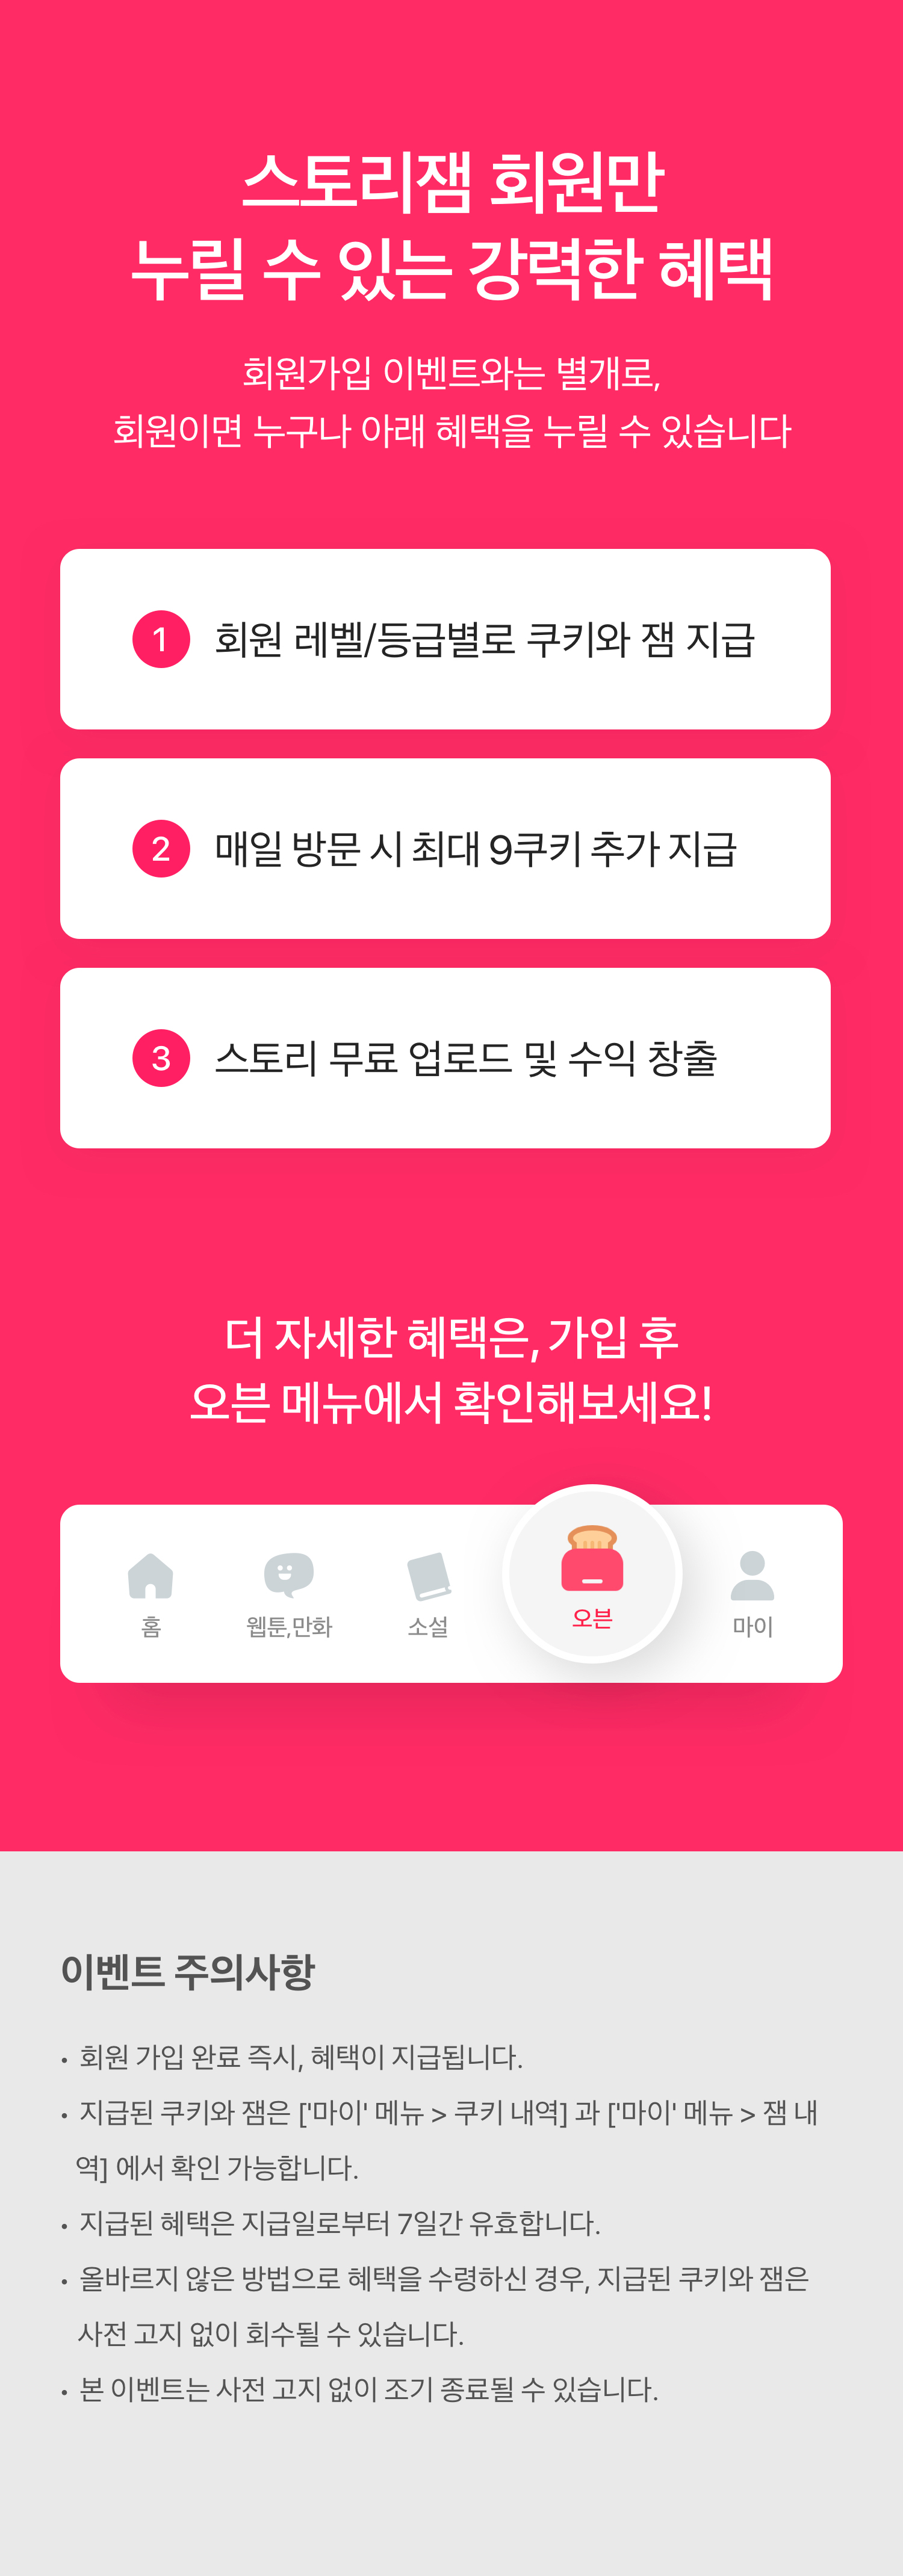 스토리잼 회원만
누릴 수 있는 강력한 혜택
회원가입 이벤트와는 별개로,
회원이면 누구나 아래 혜택을 누릴 수 있습니다
1 회원 레벨/등급별로 쿠키와 잼 지급
2 매일 방문 시 최대 9쿠키 추가 지급
3 스토리 무료 업로드 및 수익 창출
더 자세한 혜택은, 가입 후
오븐 메뉴에서 확인해보세요!
홈 웹툰,만화 소설 오븐 마이
이벤트 주의사항
• 회원 가입 완료 즉시, 혜택이 지급됩니다.
• 지급된 쿠키와 잼은 ['마이' 메뉴 > 쿠키 내역] 과 ['마이' 메뉴 > 잼 내
역] 에서 확인 가능합니다.
• 지급된 혜택은 지급일로부터 7일간 유효합니다.
• 올바르지 않은 방법으로 혜택을 수령하신 경우, 지급된 쿠키와 잼은
사전 고지 없이 회수될 수 있습니다.
• 본 이벤트는 사전 고지 없이 조기 종료될 수 있습니다.